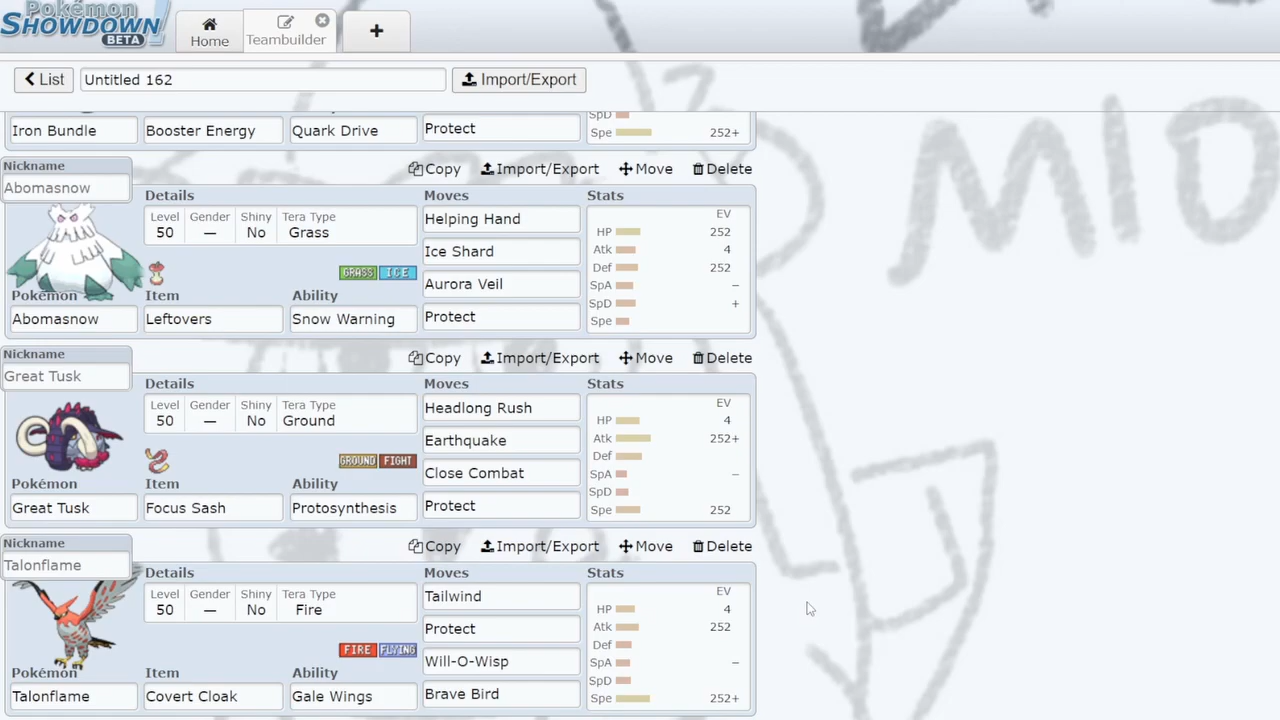 Pokémon
SHOWDOWN!
BETA
Home
Teambuilder
+
List
Untitled 162
Import/Export
Iron Bundle
Booster Energy
Quark Drive
Protect
SpD
Spe 252+
Nickname
Abomasnow
Copy Import/Export Move Delete
Details
Level Gender Shiny Tera Type
50 — No Grass
GRASS ICE
Pokémon Item Ability
Abomasnow Leftovers Snow Warning
Moves
Helping Hand
Ice Shard
Aurora Veil
Protect
Stats
EV
HP 252
Atk 4
Def 252
SpA −
SpD +
Spe
Nickname
Great Tusk
Copy Import/Export Move Delete
Details
Level Gender Shiny Tera Type
50 — No Ground
GROUND FIGHT
Pokémon Item Ability
Great Tusk Focus Sash Protosynthesis
Moves
Headlong Rush
Earthquake
Close Combat
Protect
Stats
EV
HP 4
Atk 252+
Def
SpA −
SpD
Spe 252
Nickname
Talonflame
Copy Import/Export Move Delete
Details
Level Gender Shiny Tera Type
50 — No Fire
FIRE FLYING
Pokémon Item Ability
Talonflame Covert Cloak Gale Wings
Moves
Tailwind
Protect
Will-O-Wisp
Brave Bird
Stats
EV
HP 4
Atk 252
Def
SpA −
SpD
Spe 252+